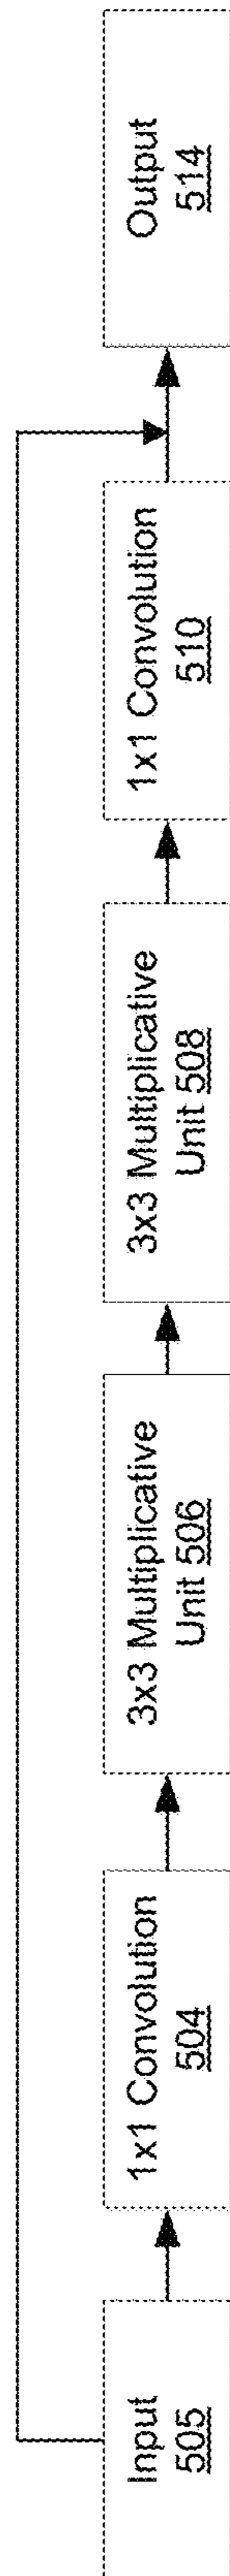 Input
505
1x1 Convolution
504
3x3 Multiplicative
Unit 506
3x3 Multiplicative
Unit 508
1x1 Convolution
510
Output
514